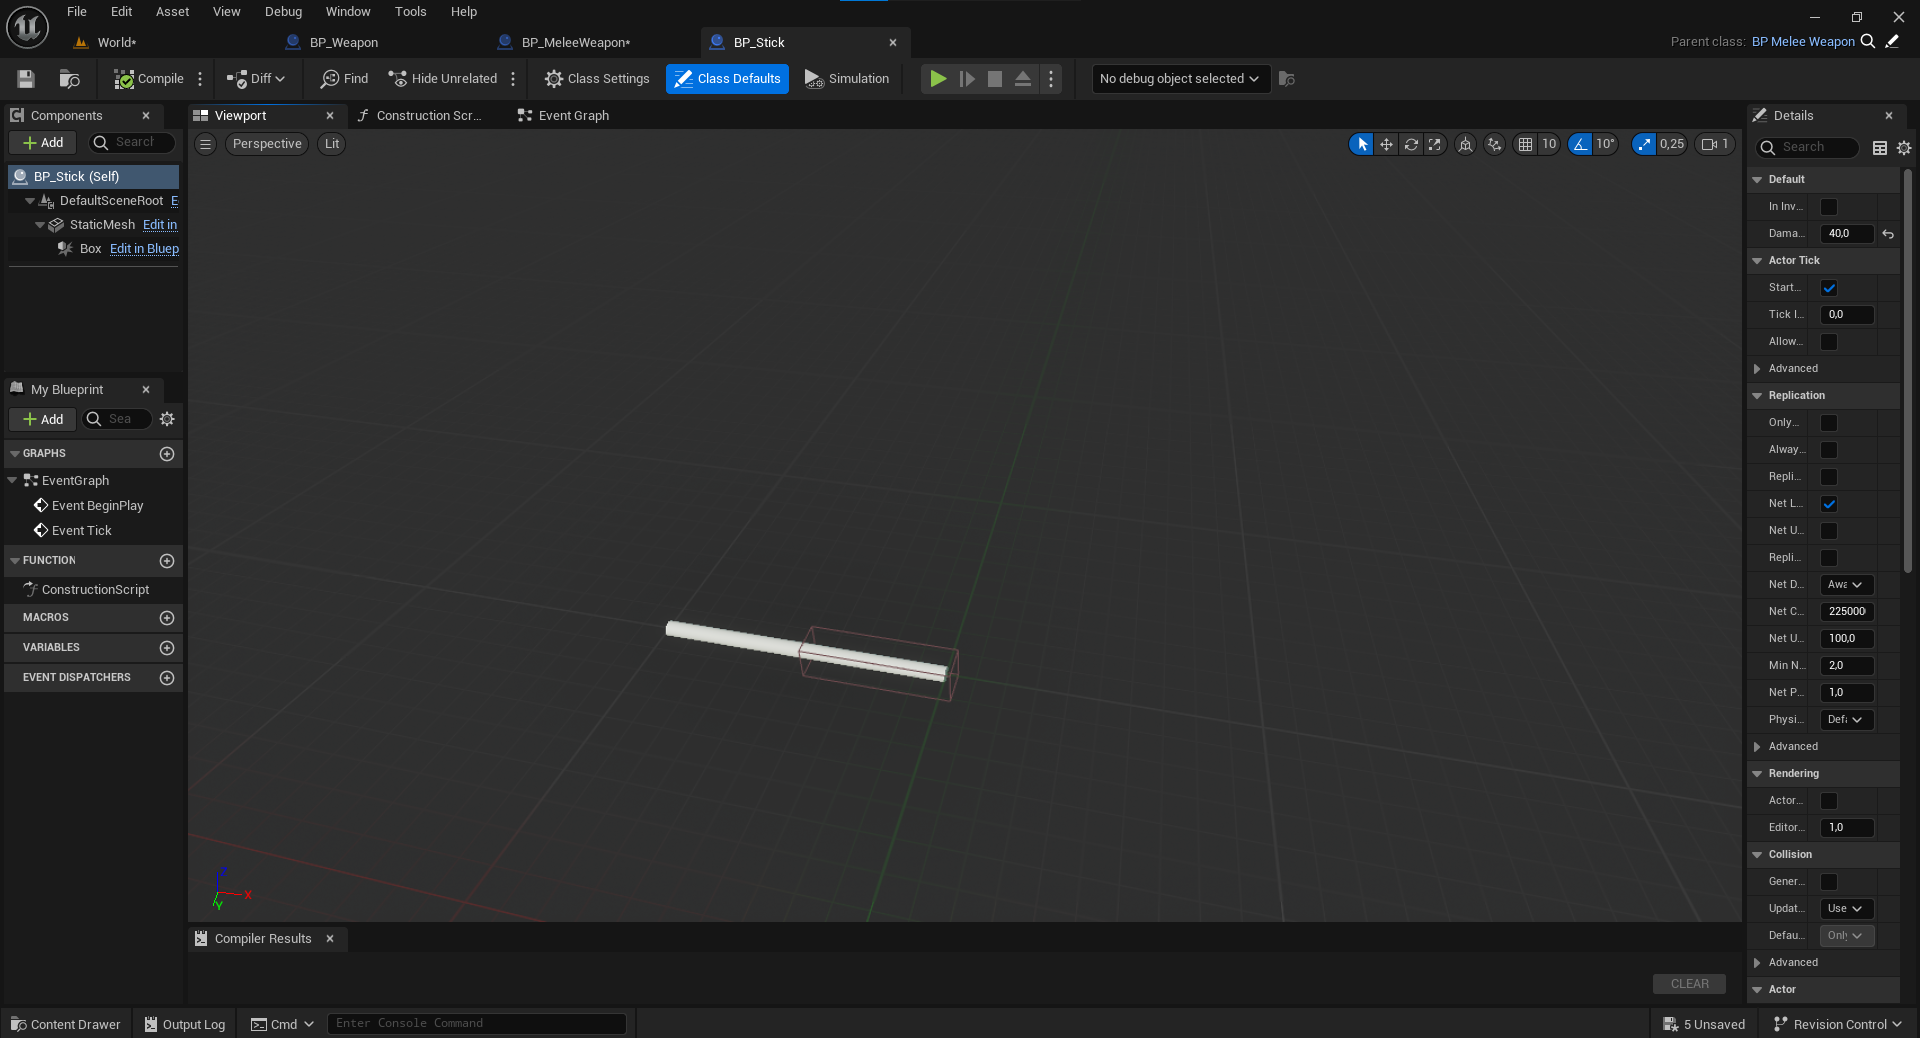 File Edit Asset View Debug Window Tools Help
World* BP_Weapon BP_MeleeWeapon* BP_Stick
Parent class: BP Melee Weapon
Compile Diff Find Hide Unrelated Class Settings Class Defaults Simulation No debug object selected
Components
Add Search
BP_Stick (Self)
DefaultSceneRoot E
StaticMesh Edit in
Box Edit in Bluep
My Blueprint
Add Sea
GRAPHS
EventGraph
Event BeginPlay
Event Tick
FUNCTION
ConstructionScript
MACROS
VARIABLES
EVENT DISPATCHERS
Viewport Construction Scr... Event Graph
Perspective Lit
10 10° 0,25 1
Z
X
Y
Compiler Results
CLEAR
Details
Search
Default
In Inv...
Dama... 40,0
Actor Tick
Start...
Tick I... 0,0
Allow...
Advanced
Replication
Only...
Alway...
Repli...
Net L...
Net U...
Repli...
Net D... Awa
Net C... 225000
Net U... 100,0
Min N... 2,0
Net P... 1,0
Physi... Defa
Advanced
Rendering
Actor...
Editor... 1,0
Collision
Gener...
Updat... Use
Defau... Only
Advanced
Actor
Content Drawer Output Log Cmd Enter Console Command 5 Unsaved Revision Control